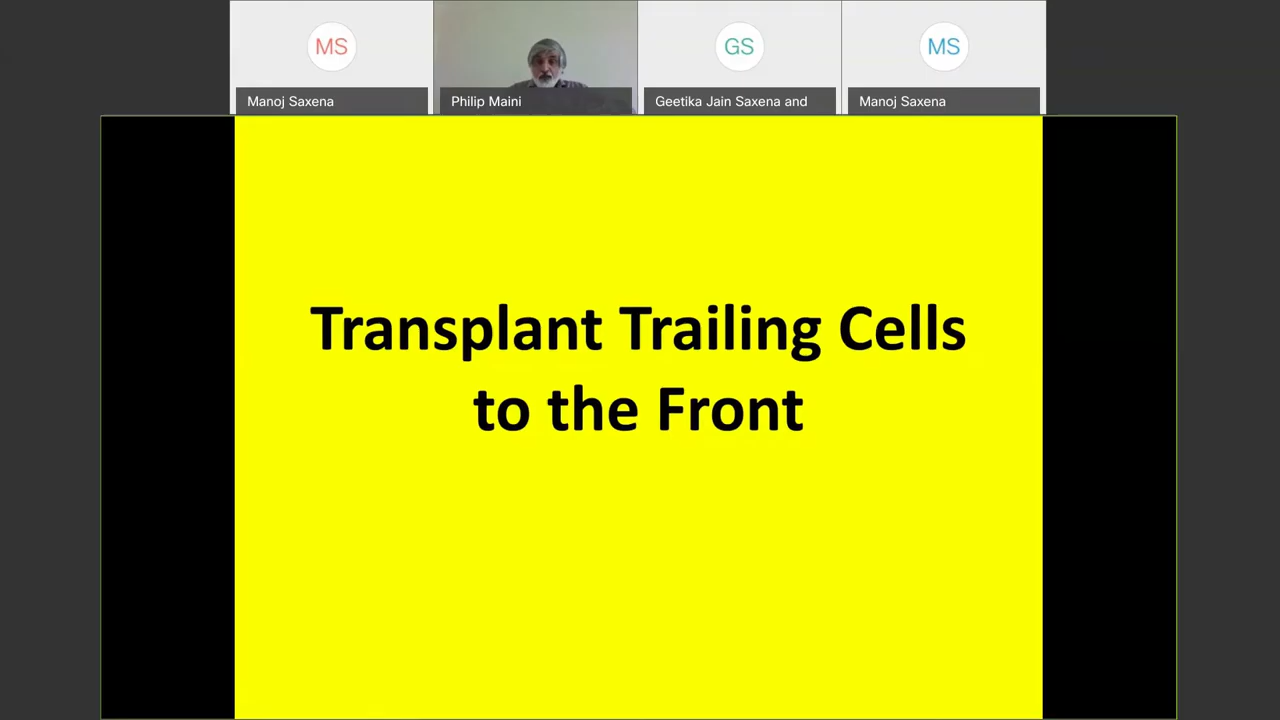 MS
Manoj Saxena
Philip Maini
GS
Geetika Jain Saxena and
MS
Manoj Saxena
Transplant Trailing Cells
to the Front